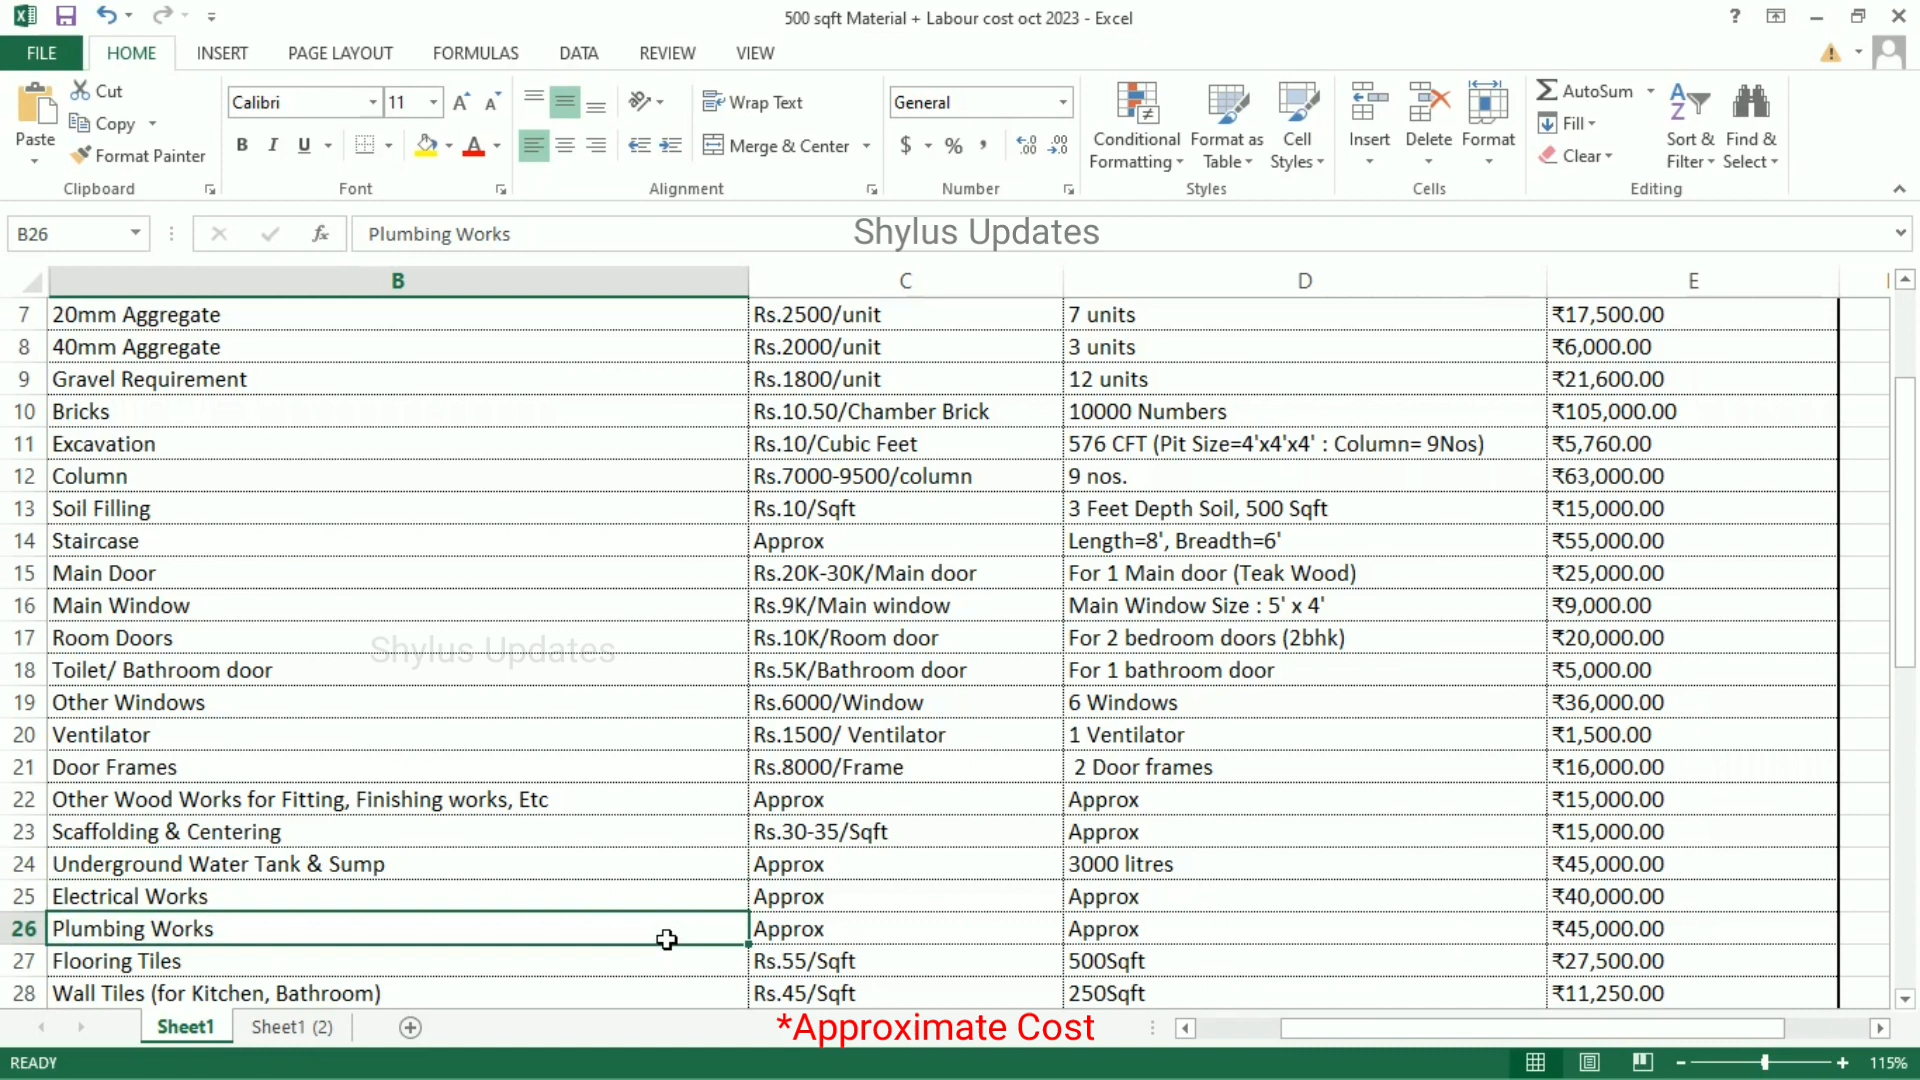 500 sqft Material + Labour cost oct 2023 - Excel
FILE HOME INSERT PAGE LAYOUT FORMULAS DATA REVIEW VIEW
Paste
Cut
Copy
Format Painter
Clipboard
Calibri 11
B I U
Font
Wrap Text
Merge & Center
Alignment
General
$ % ,
Number
Conditional Formatting
Format as Table
Cell Styles
Styles
Insert Delete Format
Cells
AutoSum
Fill
Clear
Sort & Filter
Find & Select
Editing
B26 fx Plumbing Works
Shylus Updates
B C D E
7 20mm Aggregate Rs.2500/unit 7 units ₹17,500.00
8 40mm Aggregate Rs.2000/unit 3 units ₹6,000.00
9 Gravel Requirement Rs.1800/unit 12 units ₹21,600.00
10 Bricks Rs.10.50/Chamber Brick 10000 Numbers ₹105,000.00
11 Excavation Rs.10/Cubic Feet 576 CFT (Pit Size=4'x4'x4' : Column= 9Nos) ₹5,760.00
12 Column Rs.7000-9500/column 9 nos. ₹63,000.00
13 Soil Filling Rs.10/Sqft 3 Feet Depth Soil, 500 Sqft ₹15,000.00
14 Staircase Approx Length=8', Breadth=6' ₹55,000.00
15 Main Door Rs.20K-30K/Main door For 1 Main door (Teak Wood) ₹25,000.00
16 Main Window Rs.9K/Main window Main Window Size : 5' x 4' ₹9,000.00
17 Room Doors Rs.10K/Room door For 2 bedroom doors (2bhk) ₹20,000.00
Shylus Updates
18 Toilet/ Bathroom door Rs.5K/Bathroom door For 1 bathroom door ₹5,000.00
19 Other Windows Rs.6000/Window 6 Windows ₹36,000.00
20 Ventilator Rs.1500/ Ventilator 1 Ventilator ₹1,500.00
21 Door Frames Rs.8000/Frame 2 Door frames ₹16,000.00
22 Other Wood Works for Fitting, Finishing works, Etc Approx Approx ₹15,000.00
23 Scaffolding & Centering Rs.30-35/Sqft Approx ₹15,000.00
24 Underground Water Tank & Sump Approx 3000 litres ₹45,000.00
25 Electrical Works Approx Approx ₹40,000.00
26 Plumbing Works Approx Approx ₹45,000.00
27 Flooring Tiles Rs.55/Sqft 500Sqft ₹27,500.00
28 Wall Tiles (for Kitchen, Bathroom) Rs.45/Sqft 250Sqft ₹11,250.00
Sheet1 Sheet1 (2)
*Approximate Cost
READY 115%